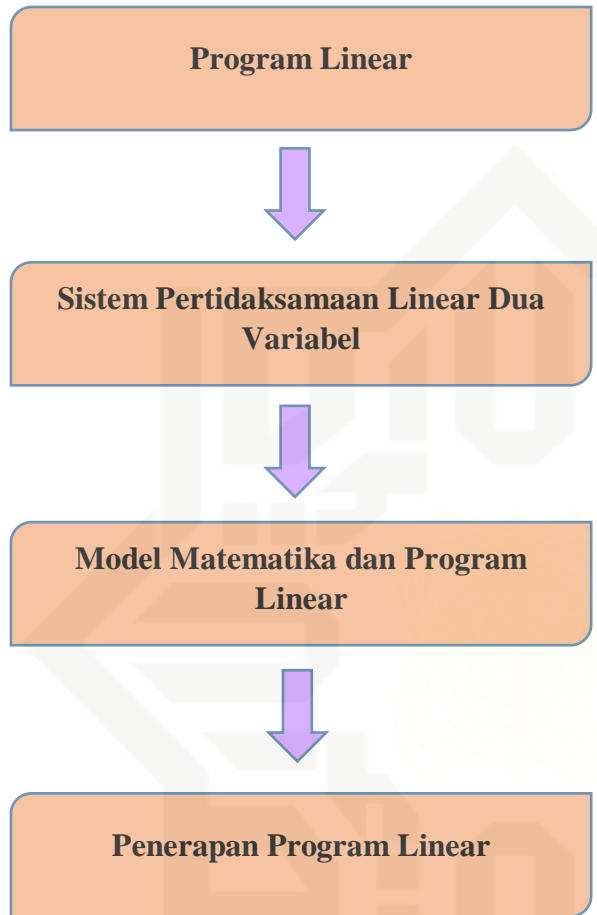 Program Linear
Sistem Pertidaksamaan Linear Dua
Variabel
Model Matematika dan Program
Linear
Penerapan Program Linear